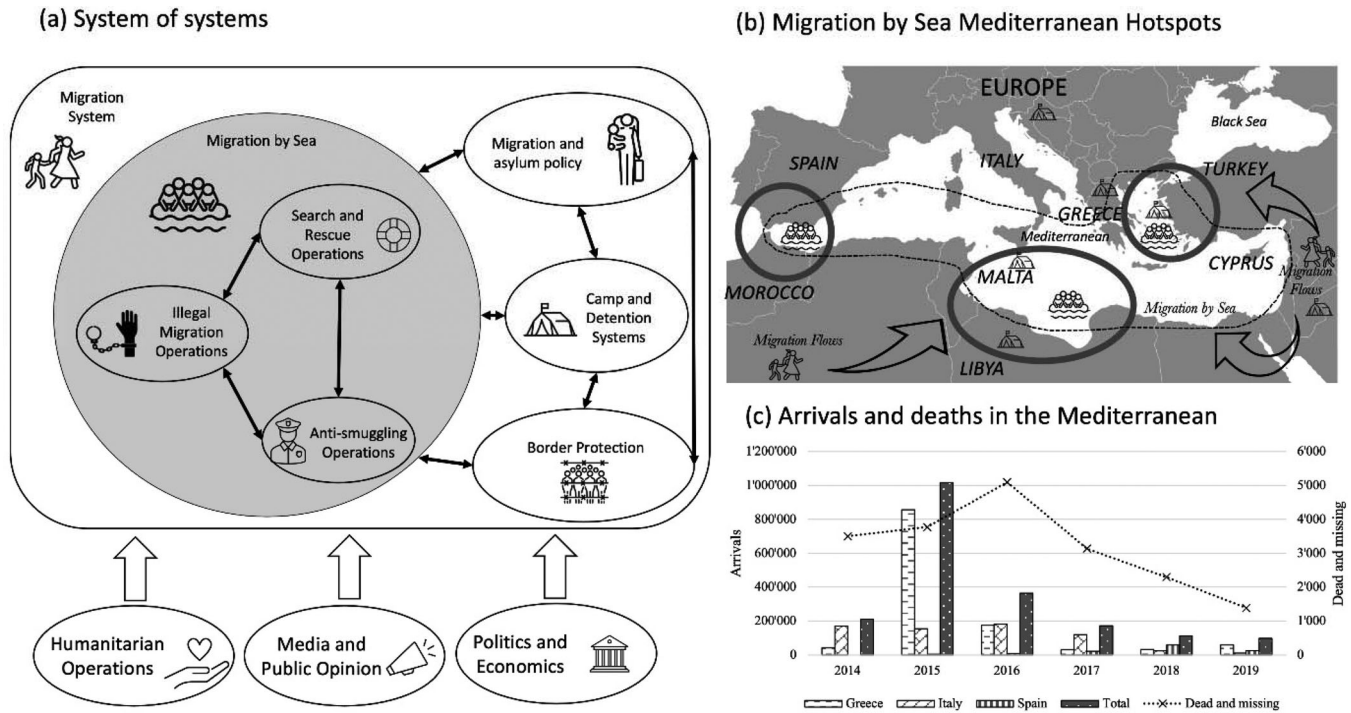 (a) System of systems
Migration
System
Migration by Sea
Search and
Rescue
Operations
Illegal
Migration
Operations
Anti-smuggling
Operations
Migration and
asylum policy
Camp and
Detention
Systems
Border Protection
Humanitarian
Operations
Media and
Public Opinion
Politics and
Economics
(b) Migration by Sea Mediterranean Hotspots
EUROPE
Black Sea
SPAIN
ITALY
TURKEY
GREECE
Mediterranean
MALTA
CYPRUS
MOROCCO
Migration
Flows
Migration by Sea
Migration Flows
LIBYA
(c) Arrivals and deaths in the Mediterranean
1'200'000
1'000'000
800'000
600'000
400'000
200'000
0
Arrivals
6'000
5'000
4'000
3'000
2'000
1'000
0
Dead and missing
2014 2015 2016 2017 2018 2019
Greece Italy Spain Total Dead and missing